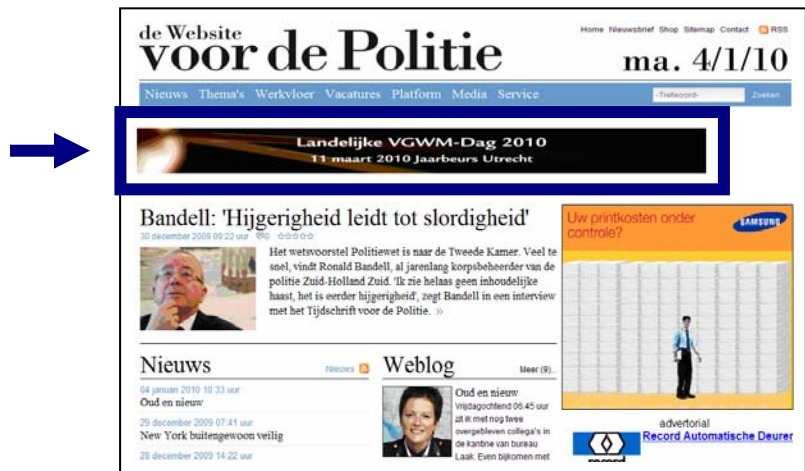 de Website
voor de Politie
Home Nieuwsbrief Shop Sitemap Contact RSS
ma. 4/1/10
Nieuws Thema's Werkvloer Vacatures Platform Media Service
-Trefwoord-
Zoeken
Landelijke VGWM-Dag 2010
11 maart 2010 Jaarbeurs Utrecht
Bandell: 'Hijgerigheid leidt tot slordigheid'
30 december 2009 09:22 uur
Het wetsvoorstel Politiewet is naar de Tweede Kamer. Veel te
snel, vindt Ronald Bandell, al jarenlang korpsbeheerder van de
politie Zuid-Holland Zuid. 'Ik zie helaas geen inhoudelijke
haast, het is eerder hijgerigheid', zegt Bandell in een interview
met het Tijdschrift voor de Politie. »
Uw printkosten onder
controle?
SAMSUNG
Nieuws
Nieuws
04 januari 2010 10:33 uur
Oud en nieuw
29 december 2009 07:41 uur
New York buitengewoon veilig
28 december 2009 14:22 uur
Weblog
Meer (9)...
Oud en nieuw
Vrijdagochtend 06.45 uur
zit ik met nog twee
overgebleven collega's in
de kantine van bureau
Laak. Even bijkomen met
advertorial
Record Automatische Deurer
record